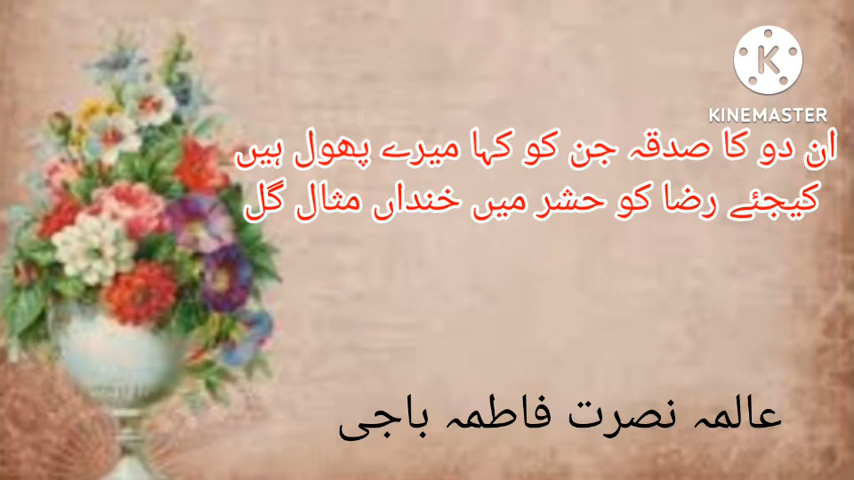 K
KINEMASTER
ان دو کا صدقہ جن کو کہا میرے پھول ہیں
کیجئے رضا کو حشر میں خنداں مثال گل
عالمہ نصرت فاطمہ باجی